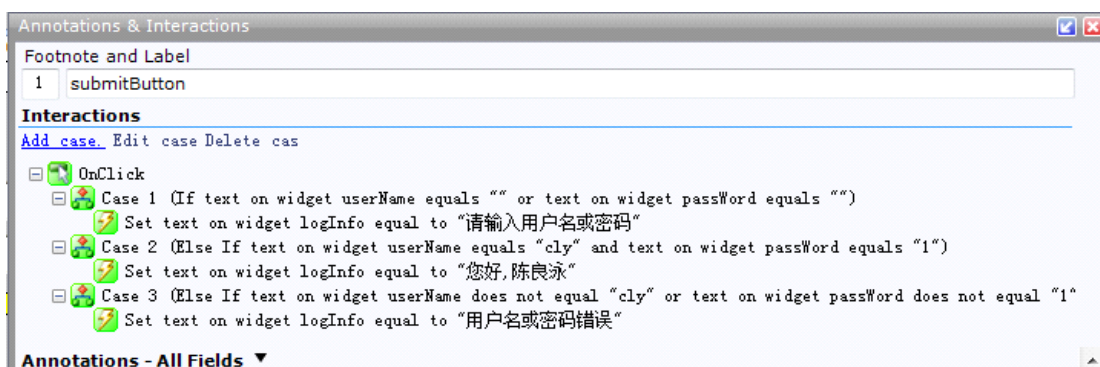 Annotations & Interactions
Footnote and Label
1 submitButton
Interactions
Add case. Edit case Delete cas
OnClick
Case 1 (If text on widget userName equals "" or text on widget passWord equals "")
Set text on widget logInfo equal to "请输入用户名或密码"
Case 2 (Else If text on widget userName equals "cly" and text on widget passWord equals "1")
Set text on widget logInfo equal to "您好,陈良泳"
Case 3 (Else If text on widget userName does not equal "cly" or text on widget passWord does not equal "1"
Set text on widget logInfo equal to "用户名或密码错误"
Annotations - All Fields ▼